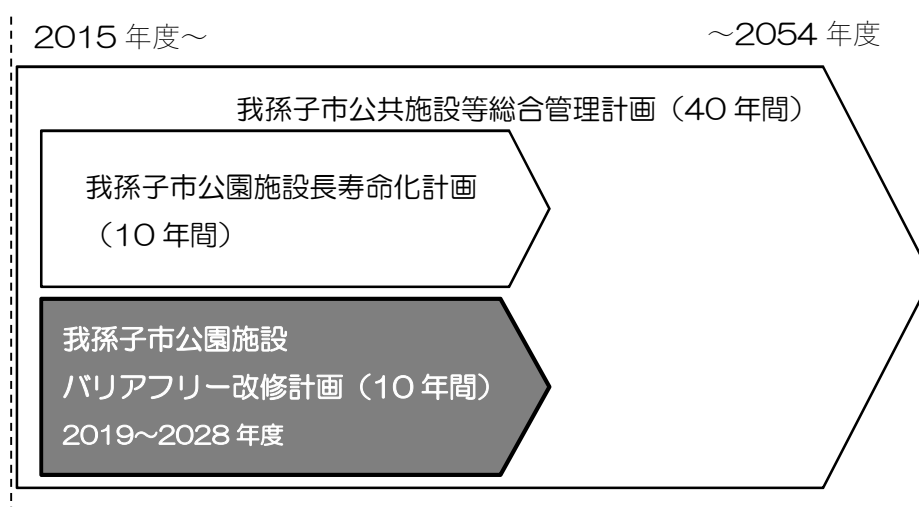 2015 年度～
～2054 年度
我孫子市公共施設等総合管理計画（40 年間）
我孫子市公園施設長寿命化計画
（10 年間）
我孫子市公園施設
バリアフリー改修計画（10 年間）
2019～2028 年度